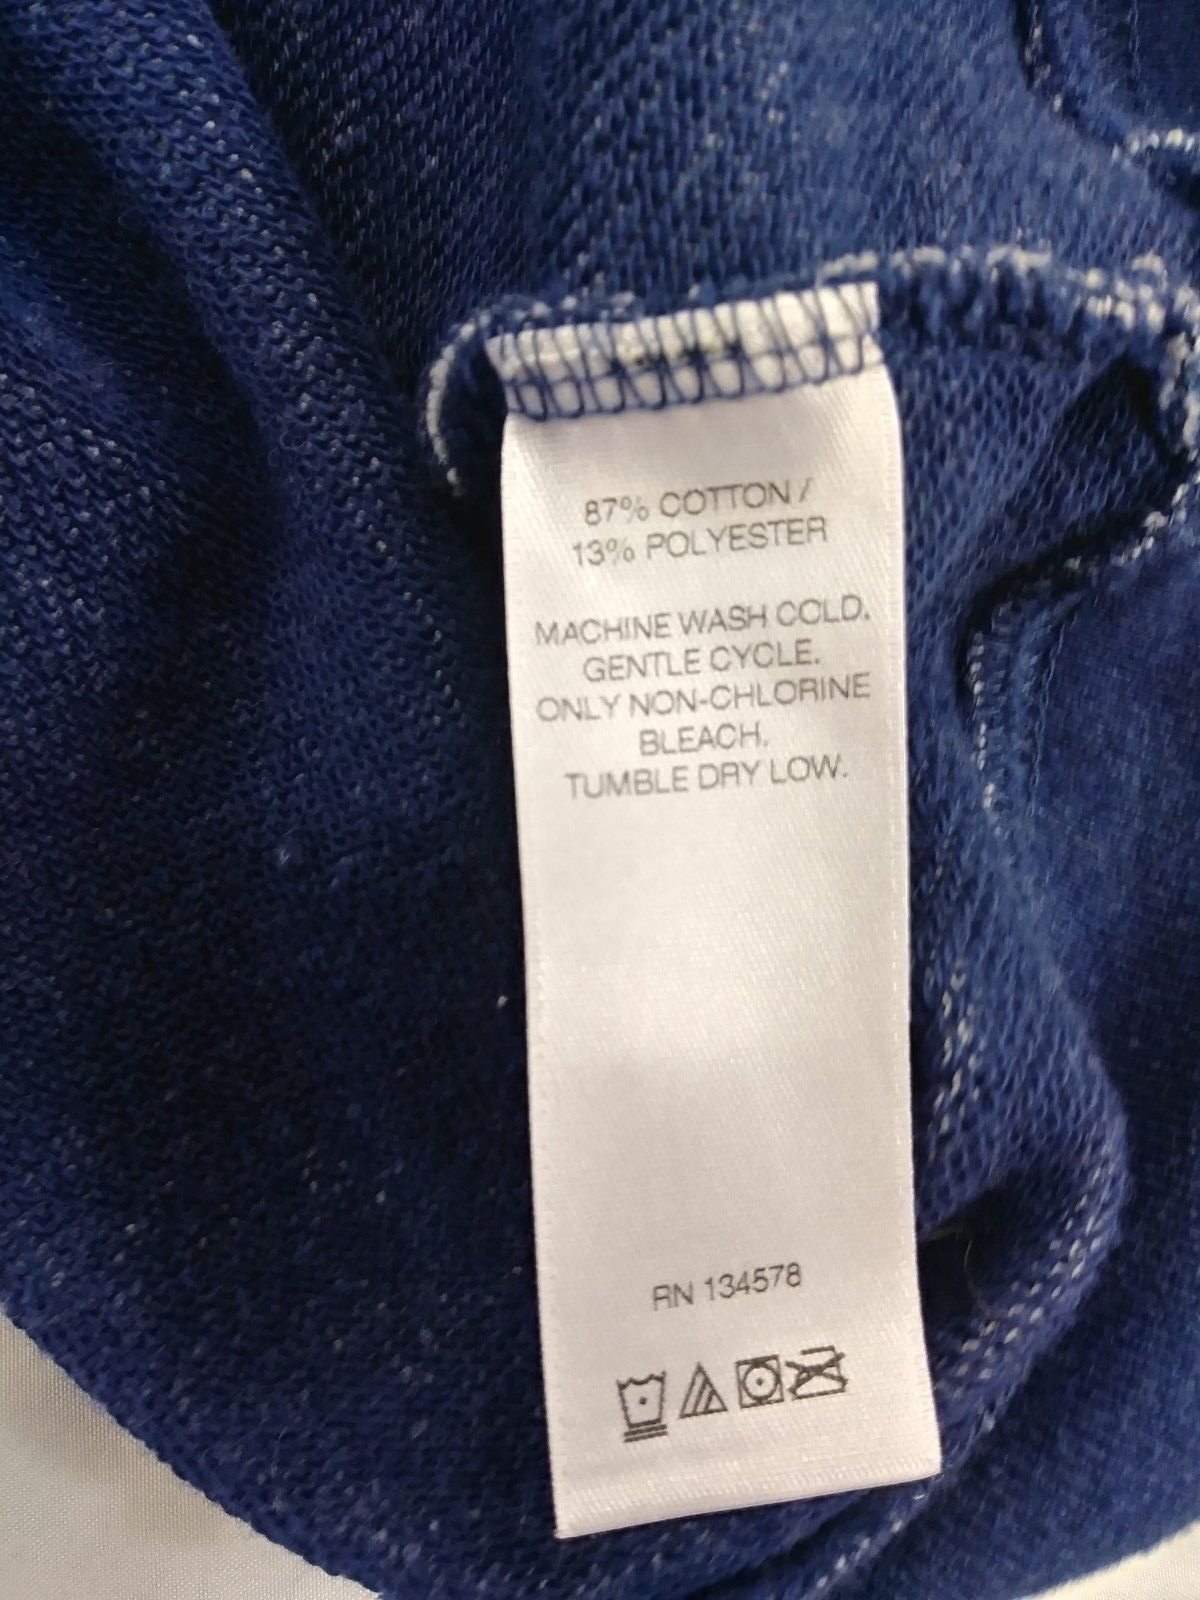 87% COTTON /
13% POLYESTER
MACHINE WASH COLD.
GENTLE CYCLE.
ONLY NON-CHLORINE
BLEACH.
TUMBLE DRY LOW.
RN 134578